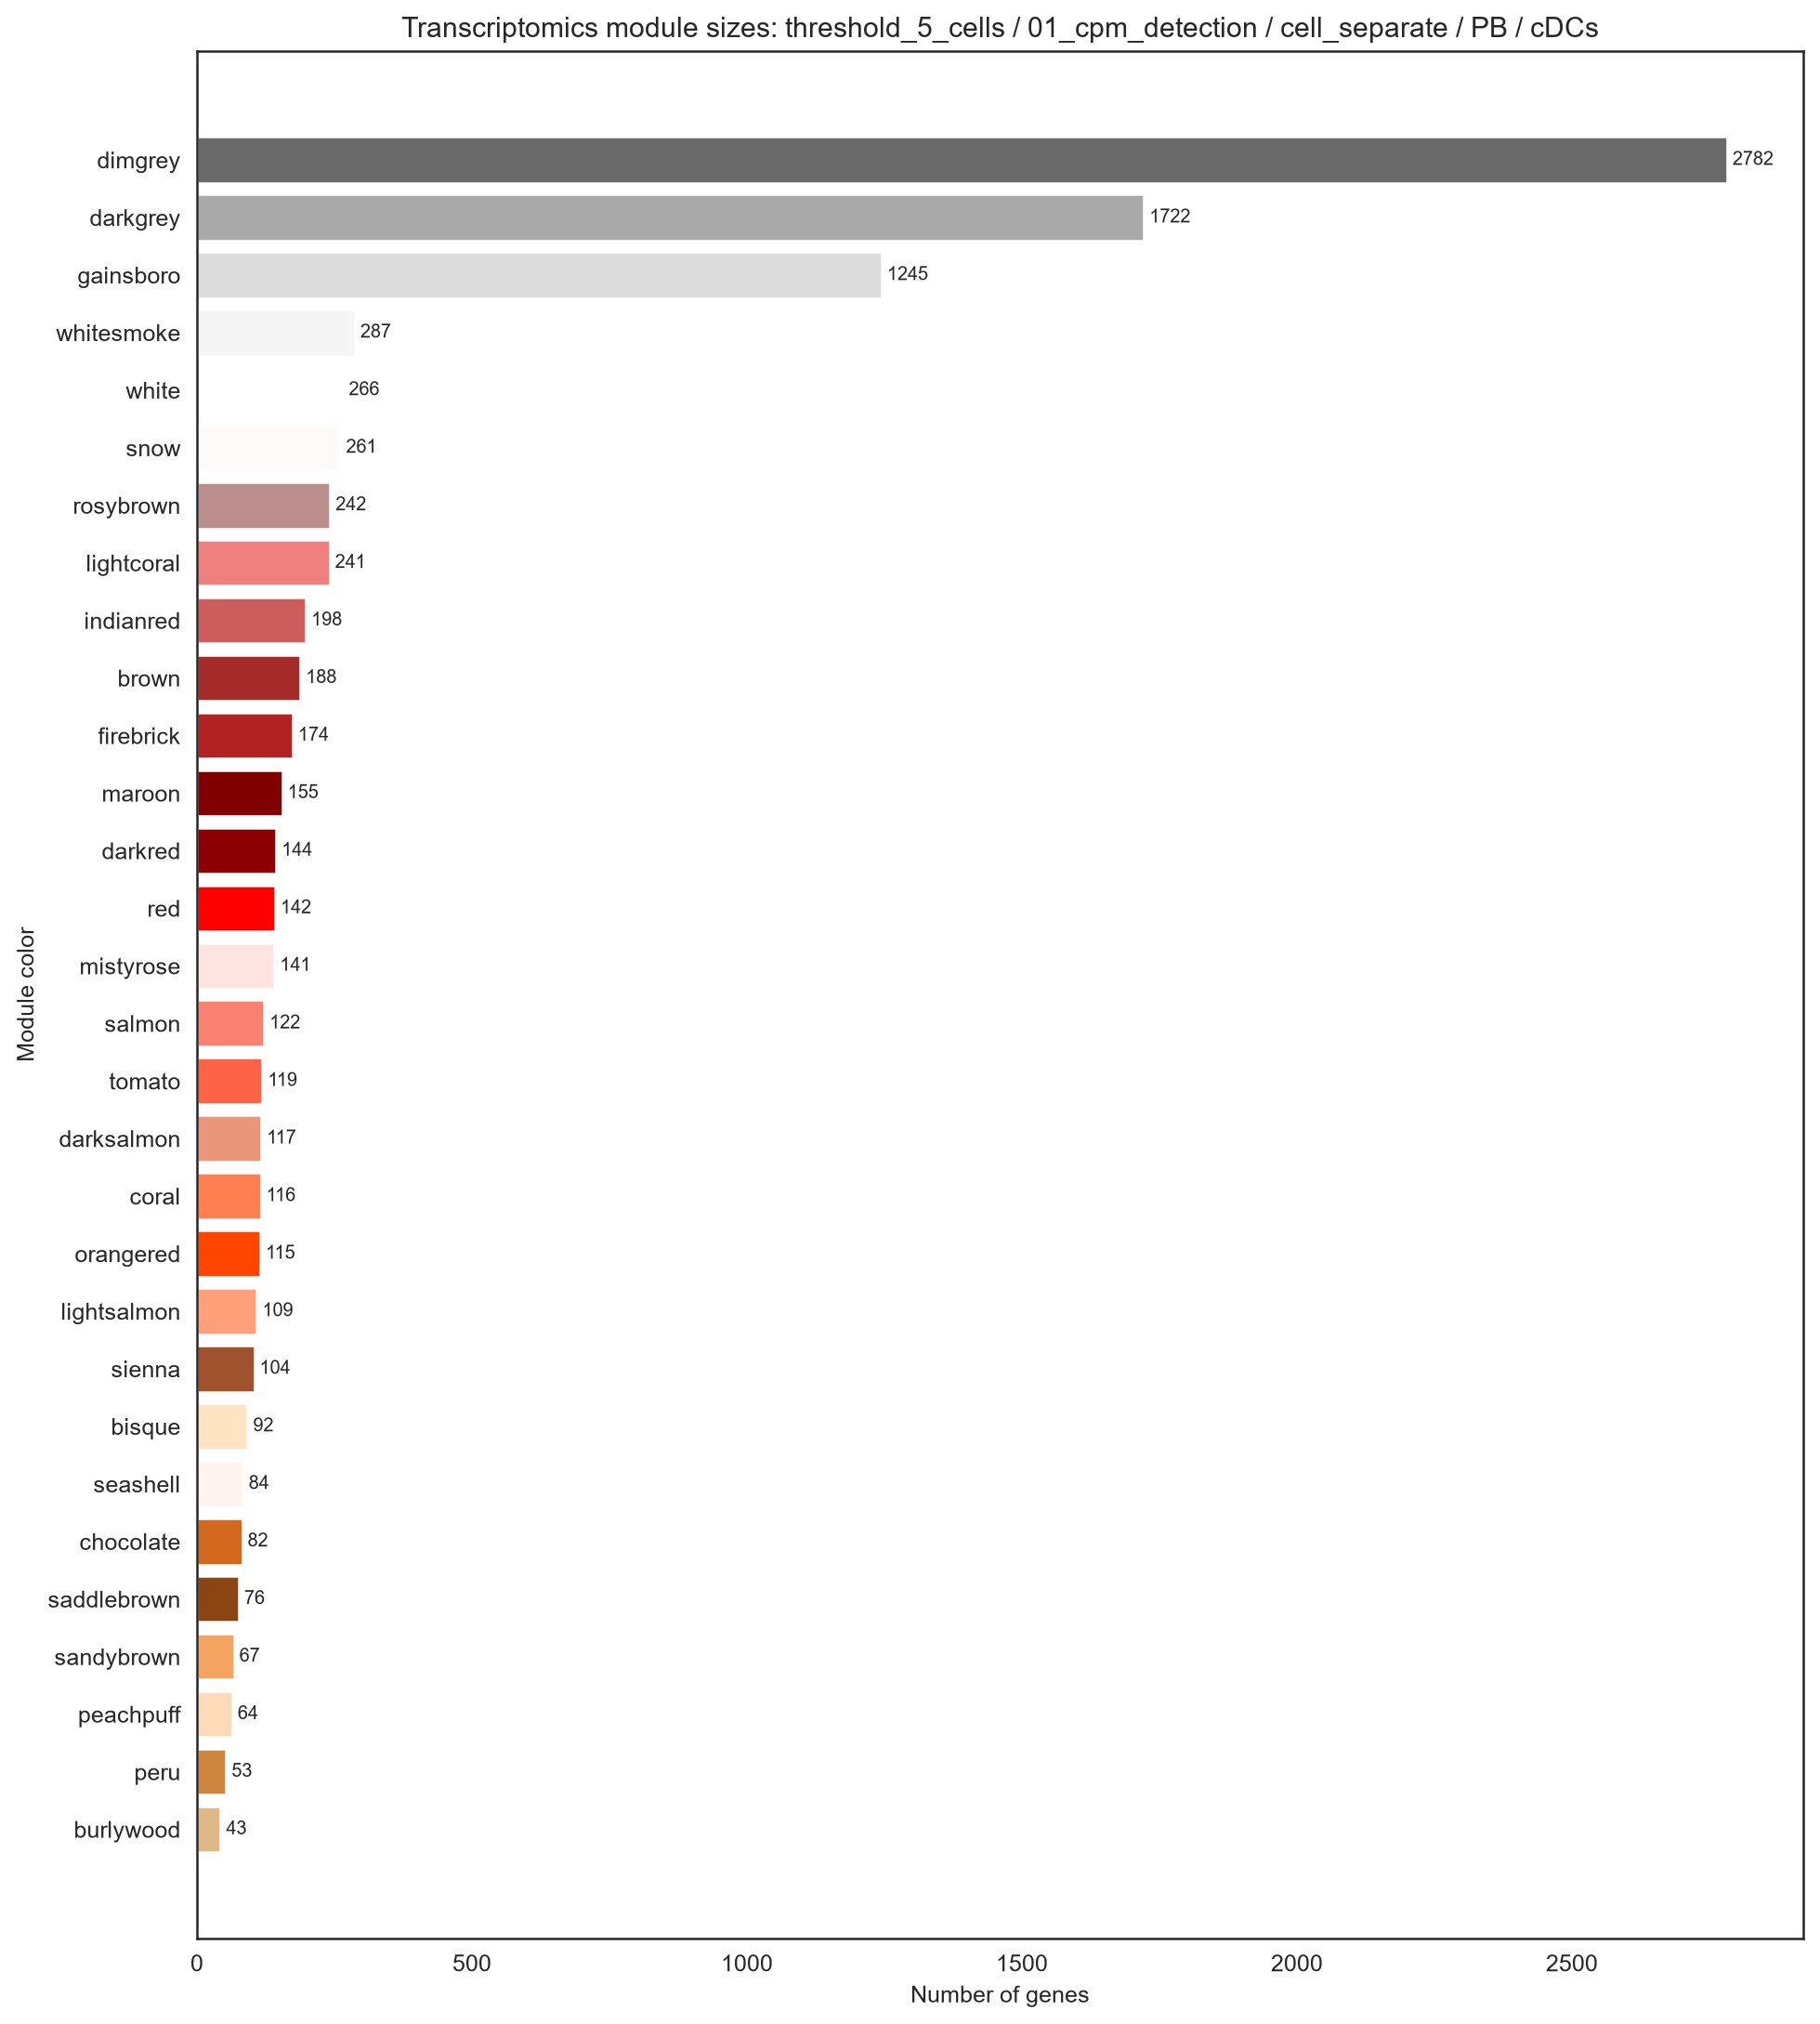 Transcriptomics module sizes: threshold_5_cells / 01_cpm_detection / cell_separate / PB / cDCs
Module color
dimgrey 2782
darkgrey 1722
gainsboro 1245
whitesmoke 287
white 266
snow 261
rosybrown 242
lightcoral 241
indianred 198
brown 188
firebrick 174
maroon 155
darkred 144
red 142
mistyrose 141
salmon 122
tomato 119
darksalmon 117
coral 116
orangered 115
lightsalmon 109
sienna 104
bisque 92
seashell 84
chocolate 82
saddlebrown 76
sandybrown 67
peachpuff 64
peru 53
burlywood 43
0 500 1000 1500 2000 2500
Number of genes